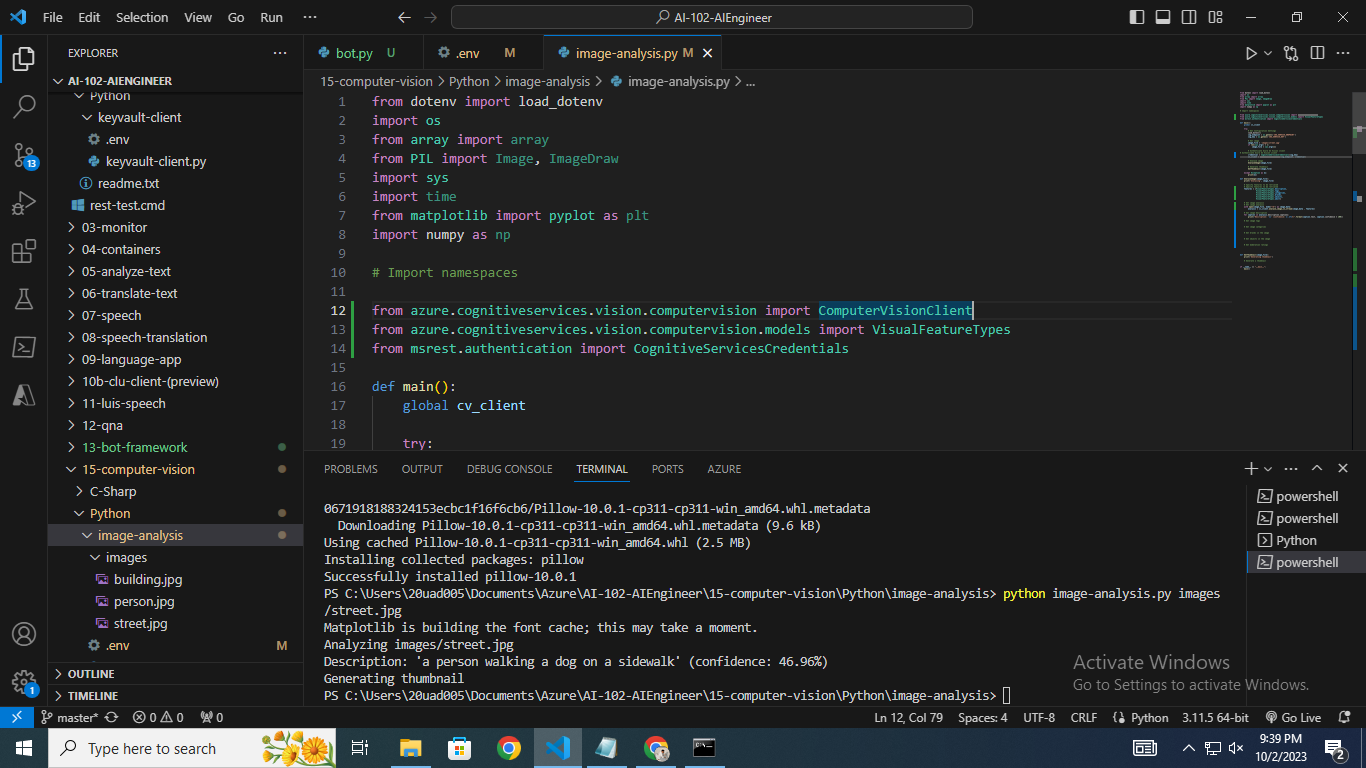 File Edit Selection View Go Run ··· AI-102-AIEngineer
EXPLORER ···
AI-102-AIENGINEER
Python
keyvault-client
.env
keyvault-client.py
readme.txt
rest-test.cmd
03-monitor
04-containers
05-analyze-text
06-translate-text
07-speech
08-speech-translation
09-language-app
10b-clu-client-(preview)
11-luis-speech
12-qna
13-bot-framework
15-computer-vision
C-Sharp
Python
image-analysis
images
building.jpg
person.jpg
street.jpg
.env M
OUTLINE
TIMELINE
13
1
bot.py U .env M image-analysis.py M
15-computer-vision > Python > image-analysis > image-analysis.py > ...
1 from dotenv import load_dotenv
2 import os
3 from array import array
4 from PIL import Image, ImageDraw
5 import sys
6 import time
7 from matplotlib import pyplot as plt
8 import numpy as np
9
10 # Import namespaces
11
12 from azure.cognitiveservices.vision.computervision import ComputerVisionClient
13 from azure.cognitiveservices.vision.computervision.models import VisualFeatureTypes
14 from msrest.authentication import CognitiveServicesCredentials
15
16 def main():
17 global cv_client
18
19 try:
PROBLEMS OUTPUT DEBUG CONSOLE TERMINAL PORTS AZURE
0671918188324153ecbc1f16f6cb6/Pillow-10.0.1-cp311-cp311-win_amd64.whl.metadata
Downloading Pillow-10.0.1-cp311-cp311-win_amd64.whl.metadata (9.6 kB)
Using cached Pillow-10.0.1-cp311-cp311-win_amd64.whl (2.5 MB)
Installing collected packages: pillow
Successfully installed pillow-10.0.1
PS C:\Users\20uad005\Documents\Azure\AI-102-AIEngineer\15-computer-vision\Python\image-analysis> python image-analysis.py images
/street.jpg
Matplotlib is building the font cache; this may take a moment.
Analyzing images/street.jpg
Description: 'a person walking a dog on a sidewalk' (confidence: 46.96%)
Generating thumbnail
PS C:\Users\20uad005\Documents\Azure\AI-102-AIEngineer\15-computer-vision\Python\image-analysis>
powershell
powershell
Python
powershell
Activate Windows
Go to Settings to activate Windows.
master* 0 0 0 Ln 12, Col 79 Spaces: 4 UTF-8 CRLF Python 3.11.5 64-bit Go Live
Type here to search
9:39 PM
10/2/2023
2